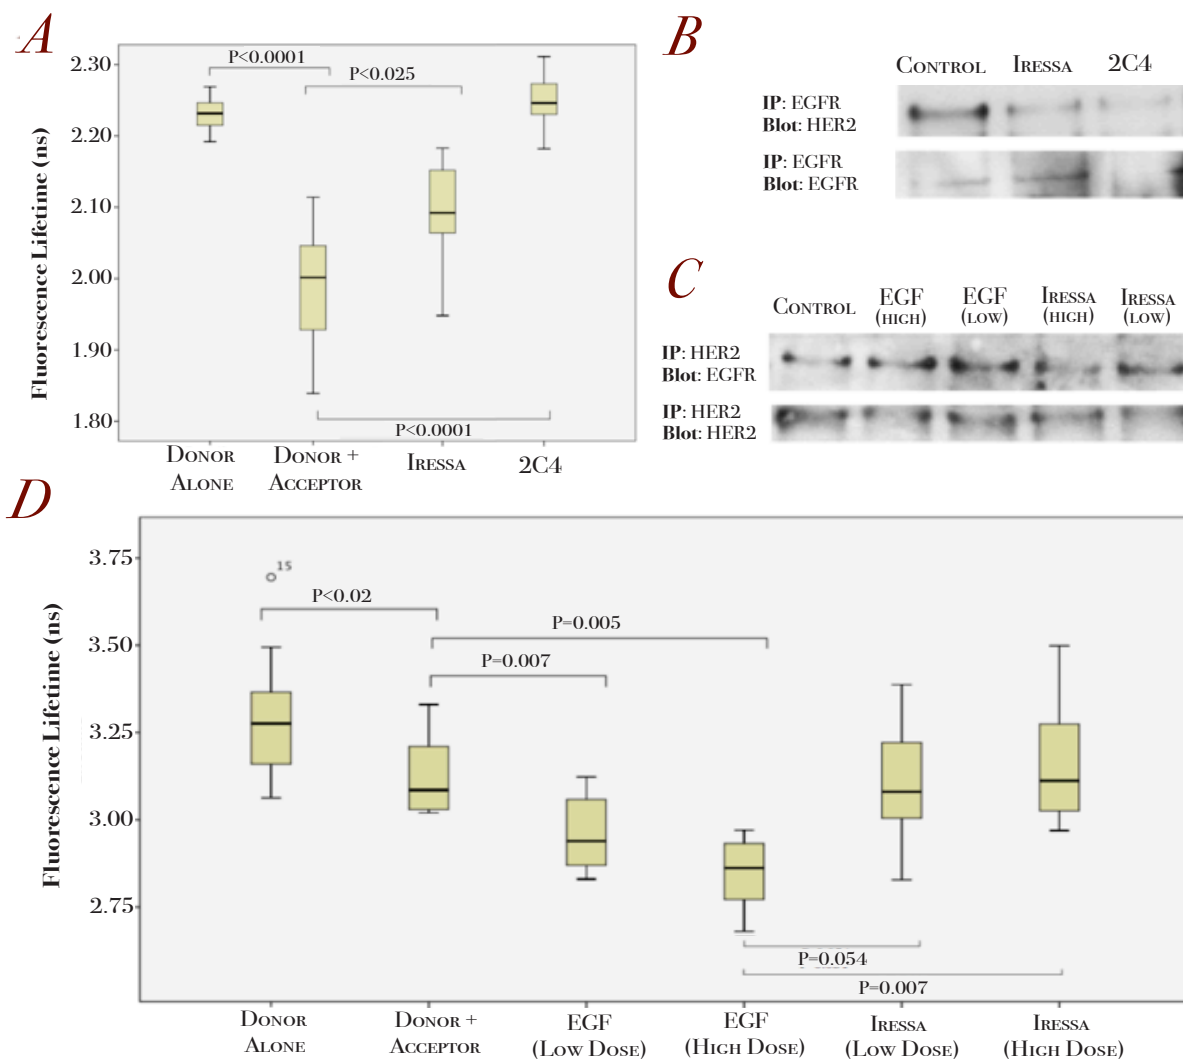 A
P<0.0001
P<0.025
2.30
2.20
2.10
2.00
1.90
1.80
Fluorescence Lifetime (ns)
P<0.0001
Donor Alone
Donor + Acceptor
Iressa
2C4
B
Control
Iressa
2C4
IP: EGFR
Blot: HER2
IP: EGFR
Blot: EGFR
C
Control
EGF (high)
EGF (low)
Iressa (high)
Iressa (low)
IP: HER2
Blot: EGFR
IP: HER2
Blot: HER2
D
3.75
3.50
3.25
3.00
2.75
Fluorescence Lifetime (ns)
15
P<0.02
P=0.005
P=0.007
P=0.054
P=0.007
Donor Alone
Donor + Acceptor
EGF (Low Dose)
EGF (High Dose)
Iressa (Low Dose)
Iressa (High Dose)